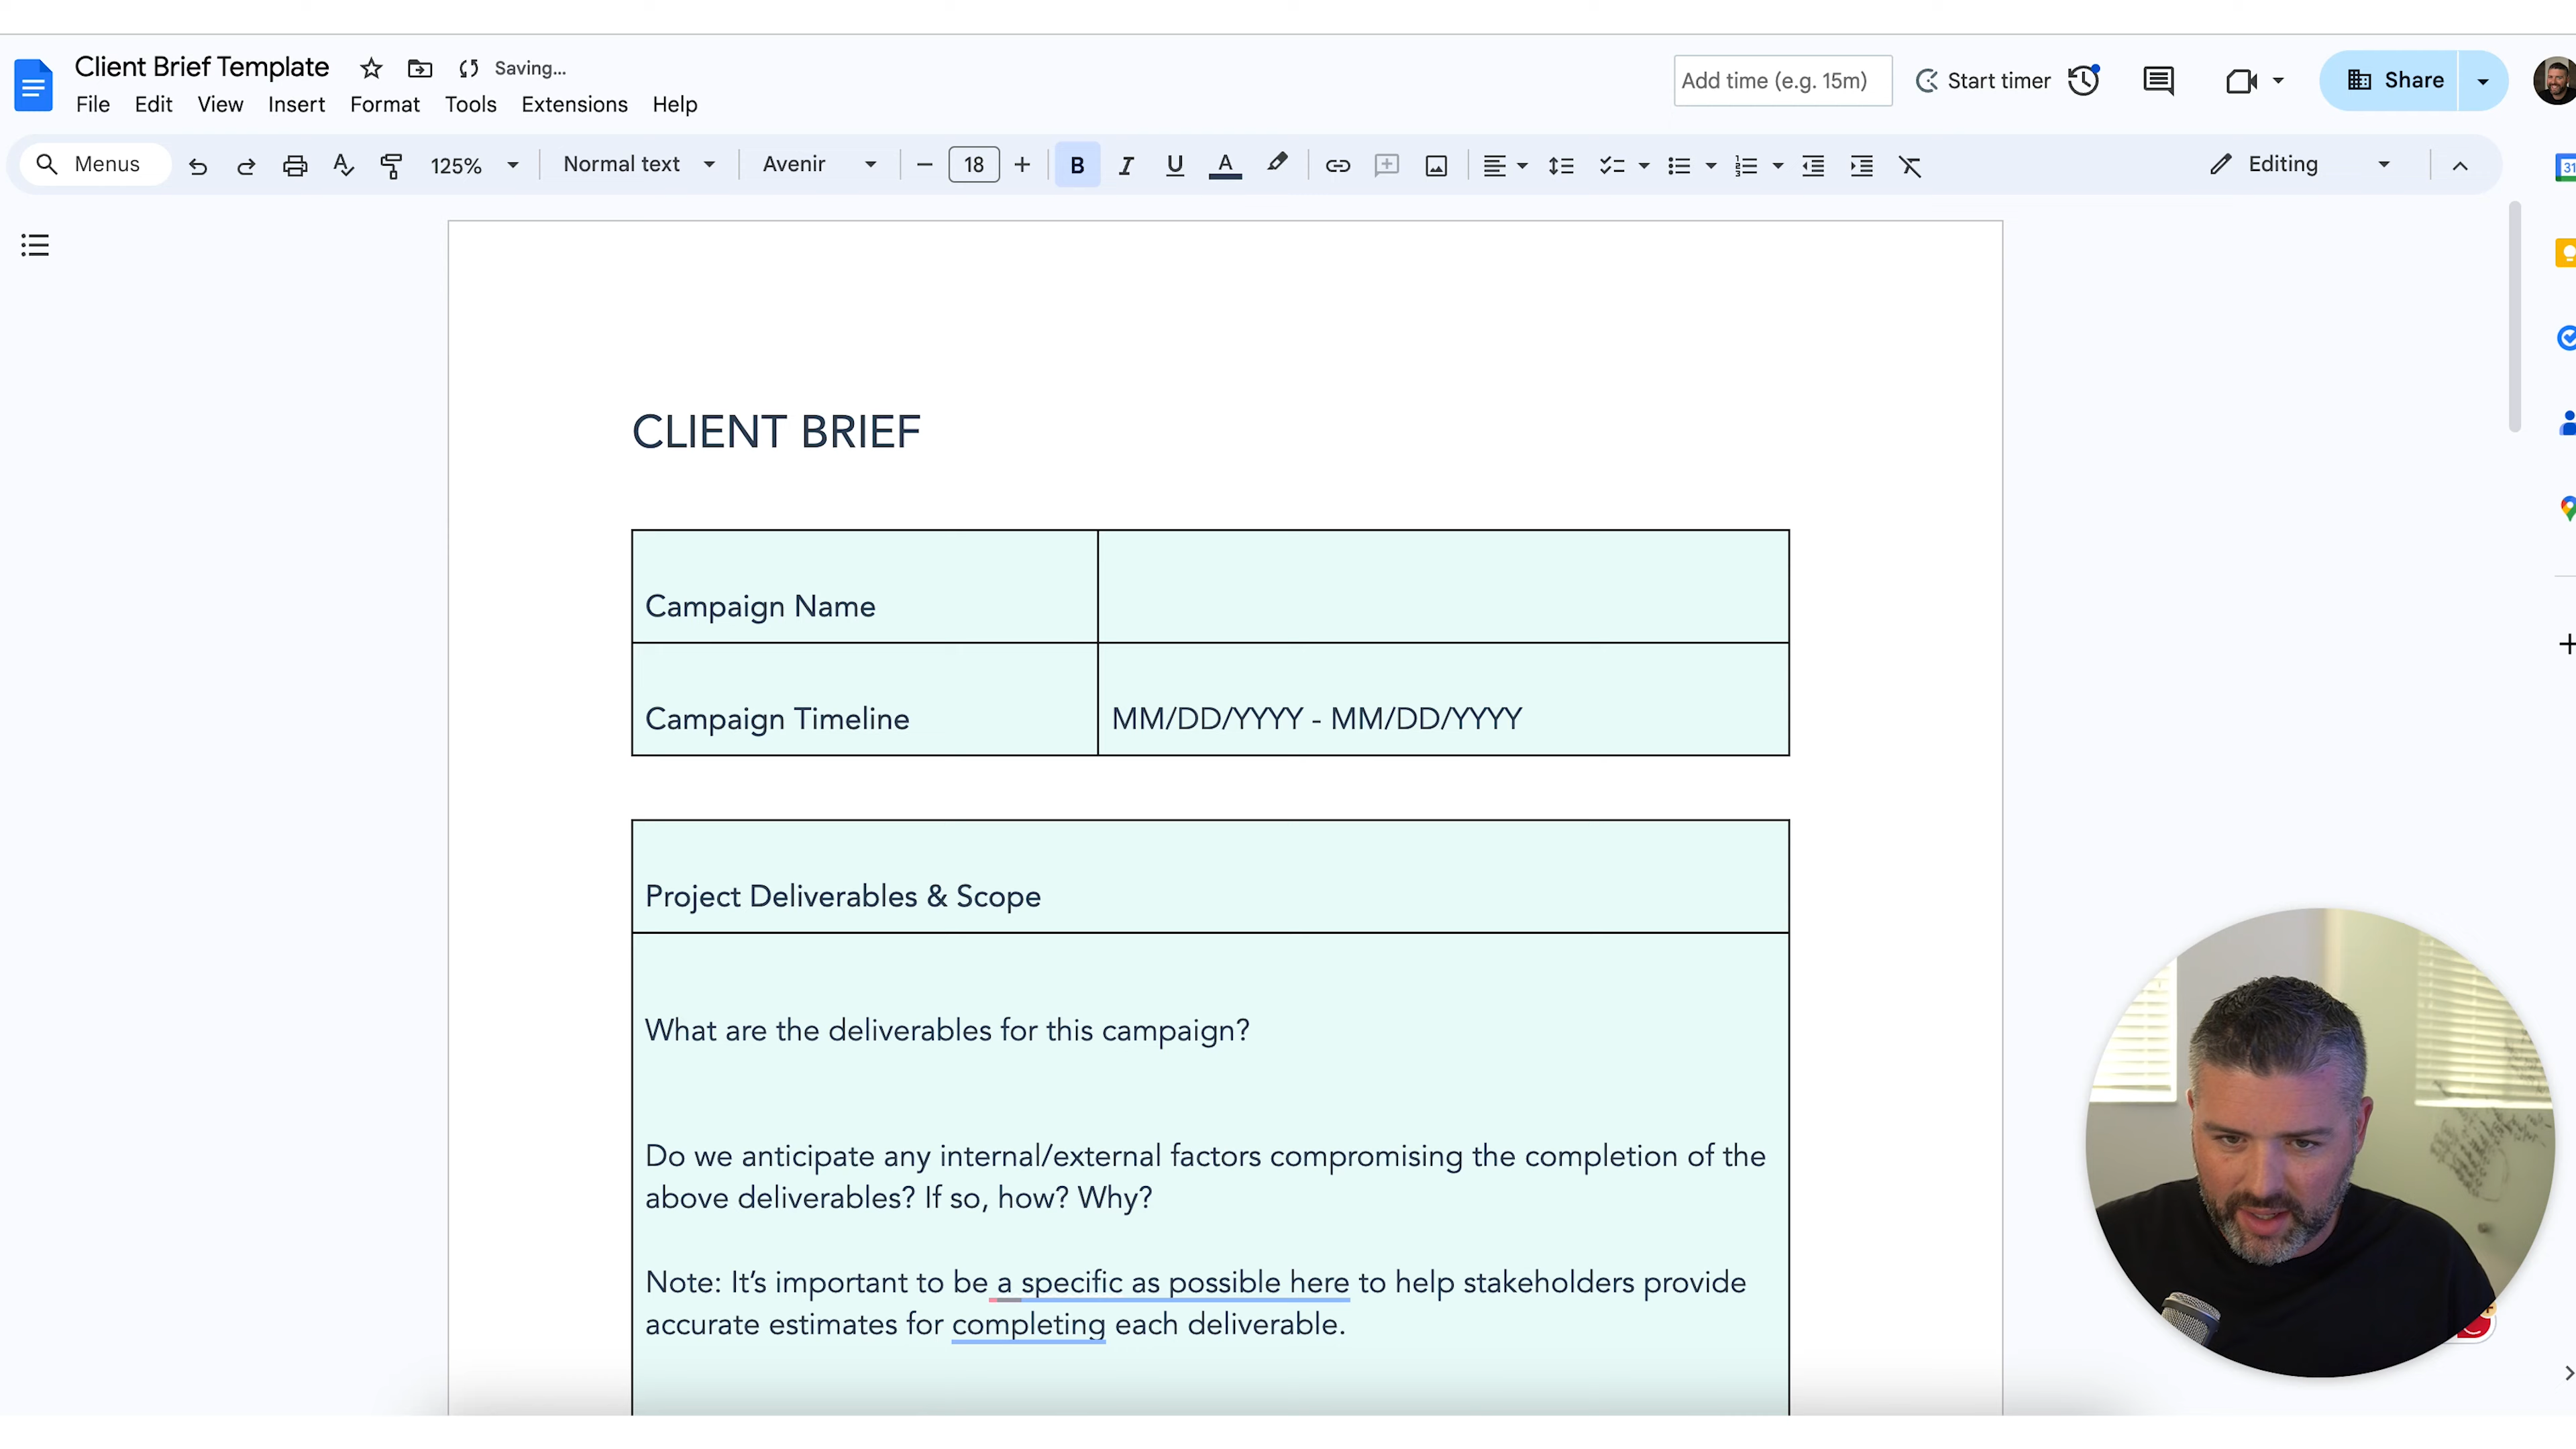 Client Brief Template Saving...
File Edit View Insert Format Tools Extensions Help
Add time (e.g. 15m) Start timer Share
Menus 125% Normal text Avenir 18 B I U A Editing
31
CLIENT BRIEF
Campaign Name
Campaign Timeline MM/DD/YYYY - MM/DD/YYYY
Project Deliverables & Scope
What are the deliverables for this campaign?
Do we anticipate any internal/external factors compromising the completion of the
above deliverables? If so, how? Why?
Note: It’s important to be a specific as possible here to help stakeholders provide
accurate estimates for completing each deliverable.